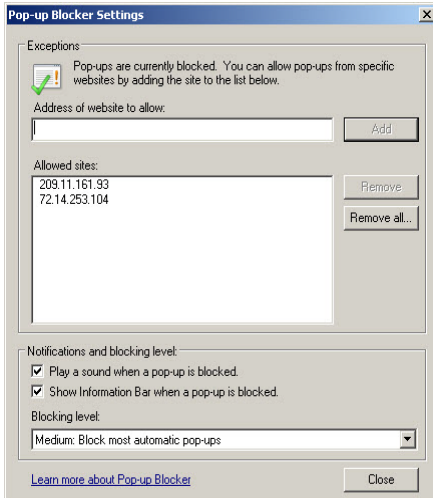 Pop-up Blocker Settings
Exceptions
Pop-ups are currently blocked. You can allow pop-ups from specific
websites by adding the site to the list below.
Address of website to allow:
Add
Allowed sites:
209.11.161.93
72.14.253.104
Remove
Remove all...
Notifications and blocking level:
Play a sound when a pop-up is blocked.
Show Information Bar when a pop-up is blocked.
Blocking level:
Medium: Block most automatic pop-ups
Learn more about Pop-up Blocker
Close